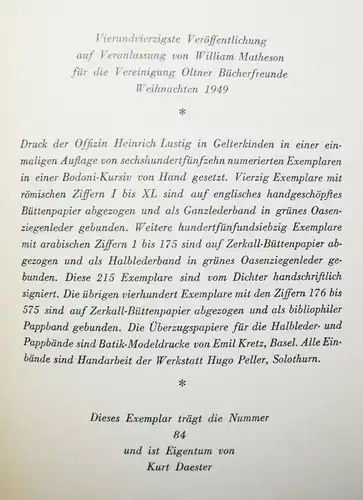 Vierundvierzigste Veröffentlichung
auf Veranlassung von William Matheson
für die Vereinigung Oltner Bücherfreunde
Weihnachten 1949
*
Druck der Offizin Heinrich Lustig in Gelterkinden in einer ein-
maligen Auflage von sechshundertfünfzehn numerierten Exemplaren
in einer Bodoni-Kursiv von Hand gesetzt. Vierzig Exemplare mit
römischen Ziffern I bis XL sind auf englisches handgeschöpftes
Büttenpapier abgezogen und als Ganzlederband in grünes Oasen-
ziegenleder gebunden. Weitere hundertfünfundsiebzig Exemplare
mit arabischen Ziffern 1 bis 175 sind auf Zerkall-Büttenpapier ab-
gezogen und als Halblederband in grünes Oasenziegenleder ge-
bunden. Diese 215 Exemplare sind vom Dichter handschriftlich
signiert. Die übrigen vierhundert Exemplare mit den Ziffern 176 bis
575 sind auf Zerkall-Büttenpapier abgezogen und als bibliophiler
Pappband gebunden. Die Überzugspapiere für die Halbleder- und
Pappbände sind Batik-Modeldrucke von Emil Kretz, Basel. Alle Ein-
bände sind Handarbeit der Werkstatt Hugo Peller, Solothurn.
*
Dieses Exemplar trägt die Nummer
84
und ist Eigentum von
Kurt Daester